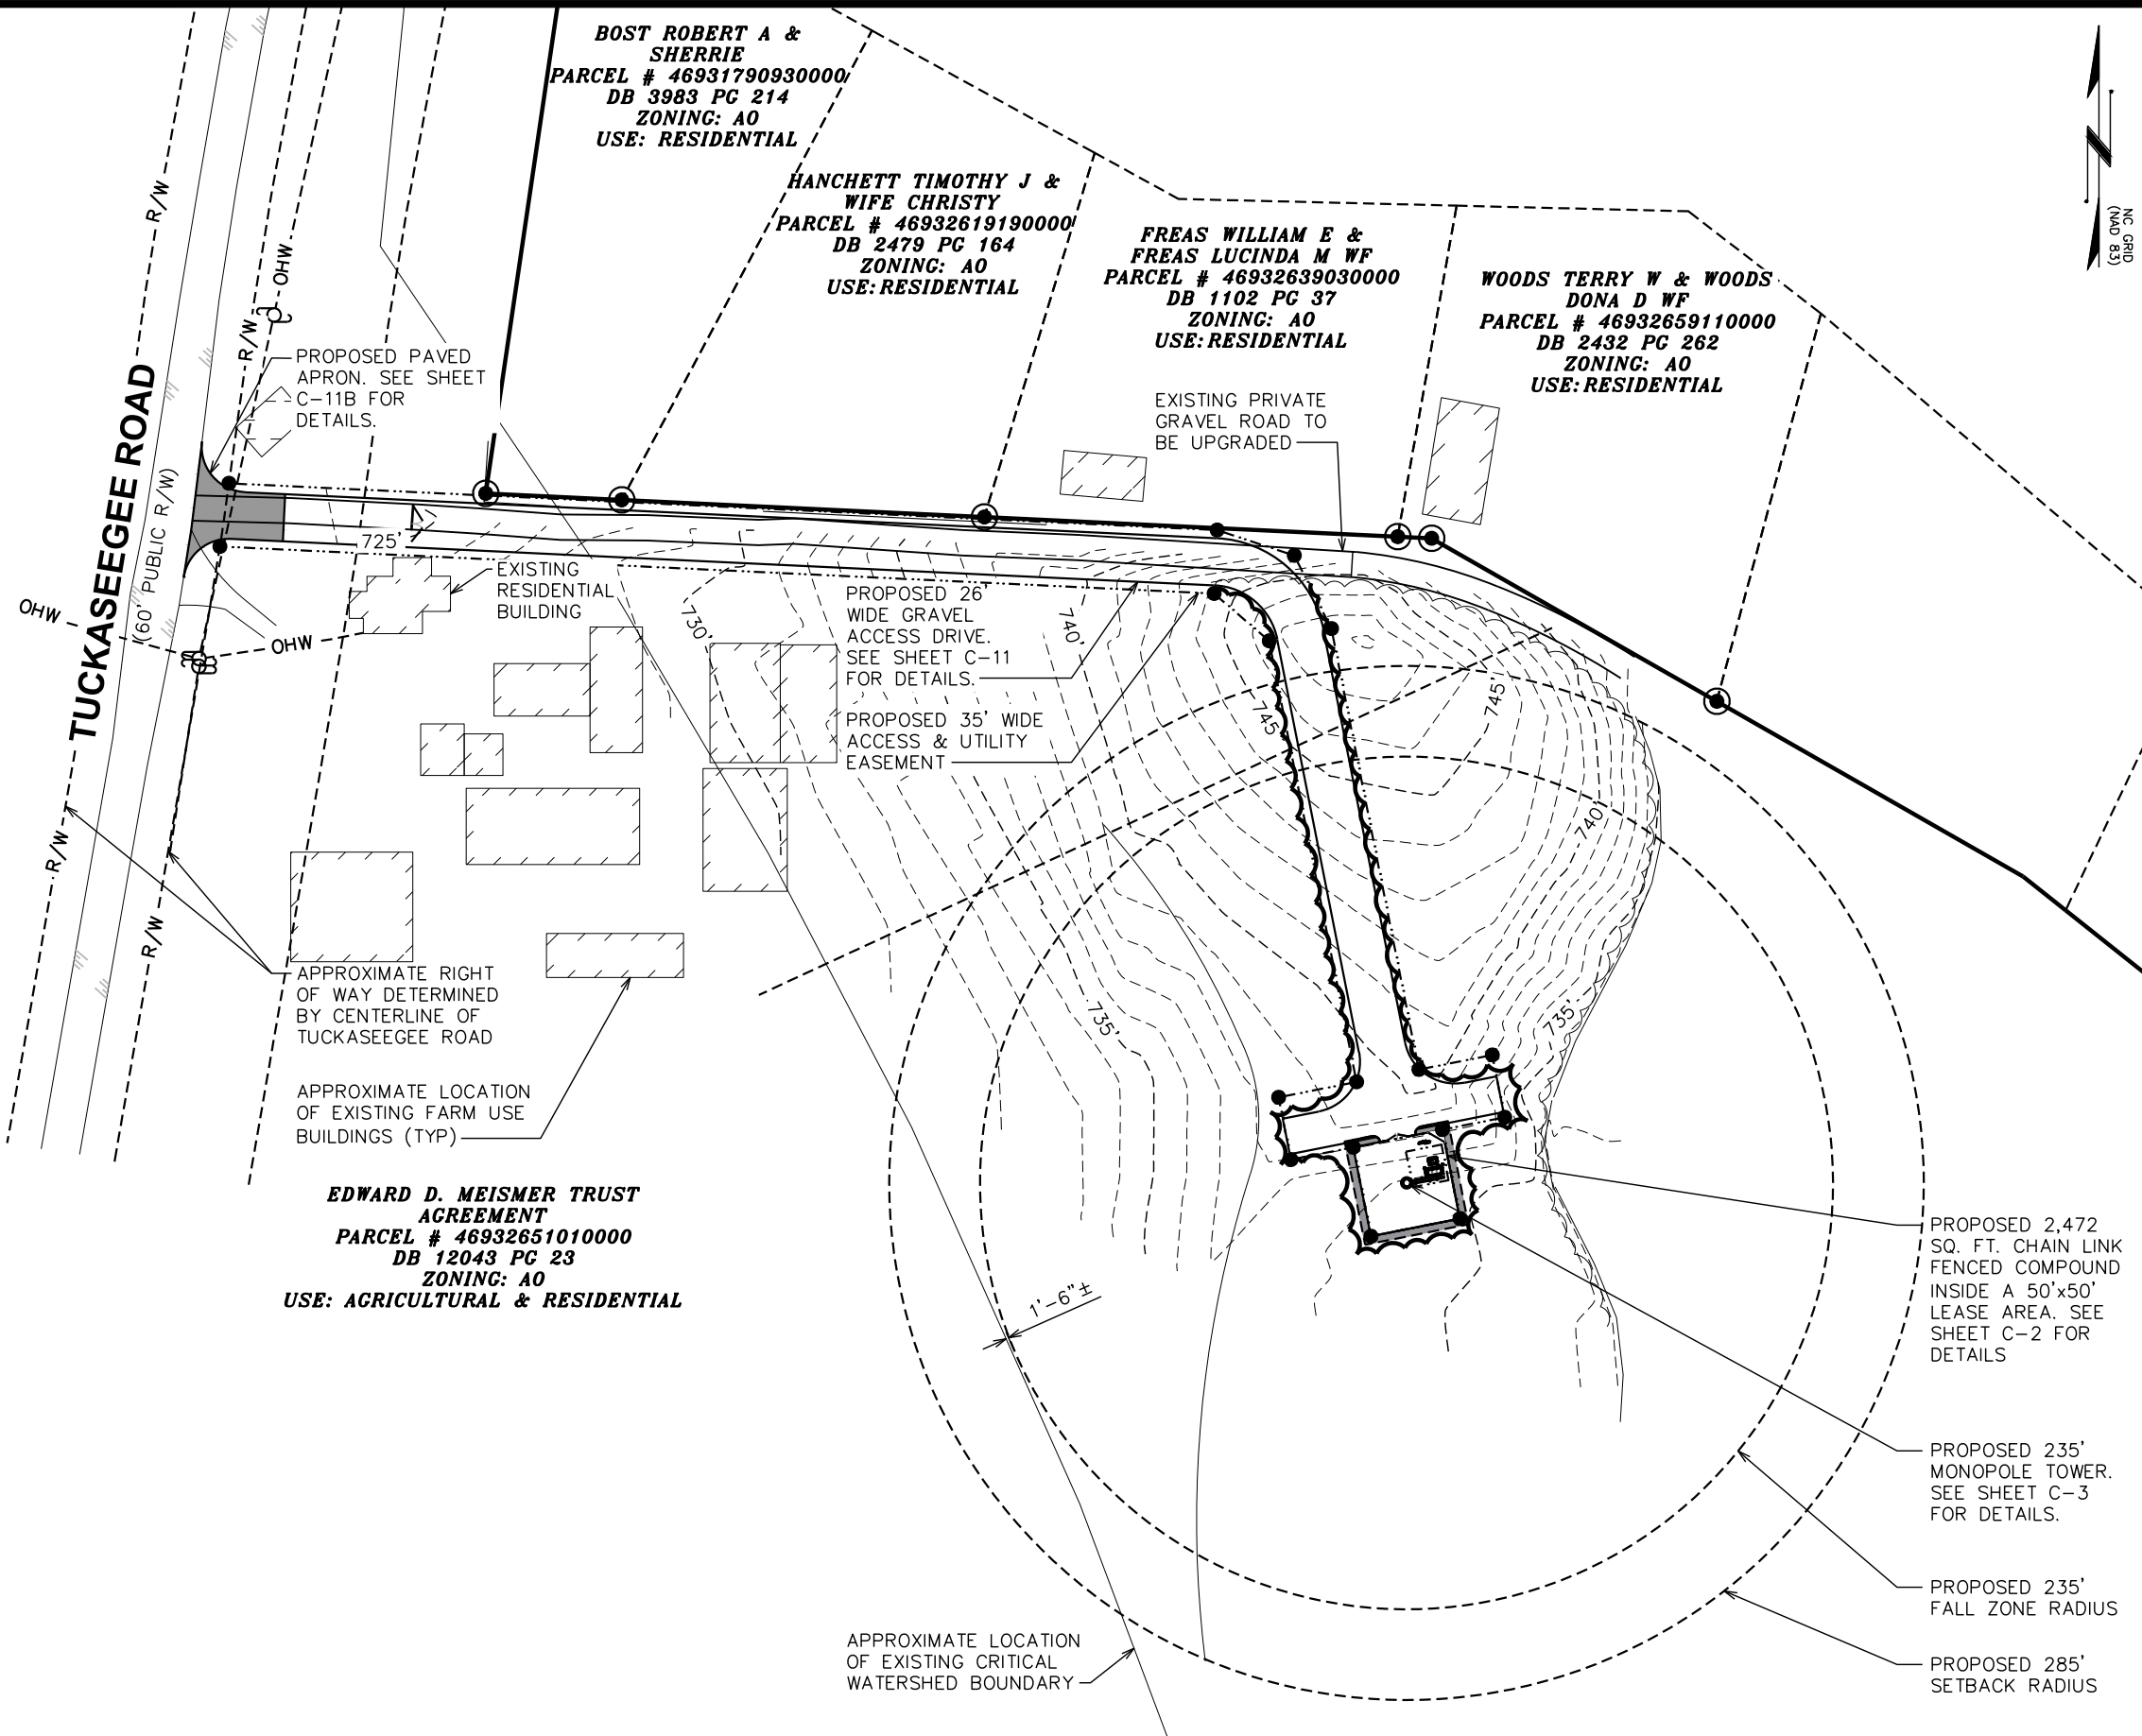 BOST ROBERT A &
SHERRIE
PARCEL # 46931790930000
DB 3983 PG 214
ZONING: AO
USE: RESIDENTIAL
HANCHETT TIMOTHY J &
WIFE CHRISTY
PARCEL # 46932619190000
DB 2479 PG 164
ZONING: AO
USE: RESIDENTIAL
FREAS WILLIAM E &
FREAS LUCINDA M WF
PARCEL # 46932639030000
DB 1102 PG 37
ZONING: AO
USE: RESIDENTIAL
WOODS TERRY W & WOODS
DONA D WF
PARCEL # 46932659110000
DB 2432 PG 262
ZONING: AO
USE: RESIDENTIAL
NC GRID
(NAD 83)
R/W
OHW
R/W
PROPOSED PAVED
APRON. SEE SHEET
C-11B FOR
DETAILS.
EXISTING PRIVATE
GRAVEL ROAD TO
BE UPGRADED
TUCKASEEGEE ROAD
(60' PUBLIC R/W)
725'
EXISTING
RESIDENTIAL
BUILDING
OHW
OHW
730'
PROPOSED 26'
WIDE GRAVEL
ACCESS DRIVE.
SEE SHEET C-11
FOR DETAILS.
740'
PROPOSED 35' WIDE
ACCESS & UTILITY
EASEMENT
745'
745'
740'
R/W
R/W
735'
735'
APPROXIMATE RIGHT
OF WAY DETERMINED
BY CENTERLINE OF
TUCKASEEGEE ROAD
APPROXIMATE LOCATION
OF EXISTING FARM USE
BUILDINGS (TYP)
EDWARD D. MEISMER TRUST
AGREEMENT
PARCEL # 46932651010000
DB 12043 PG 23
ZONING: AO
USE: AGRICULTURAL & RESIDENTIAL
1'-6"±
PROPOSED 2,472
SQ. FT. CHAIN LINK
FENCED COMPOUND
INSIDE A 50'x50'
LEASE AREA. SEE
SHEET C-2 FOR
DETAILS
PROPOSED 235'
MONOPOLE TOWER.
SEE SHEET C-3
FOR DETAILS.
PROPOSED 235'
FALL ZONE RADIUS
PROPOSED 285'
SETBACK RADIUS
APPROXIMATE LOCATION
OF EXISTING CRITICAL
WATERSHED BOUNDARY